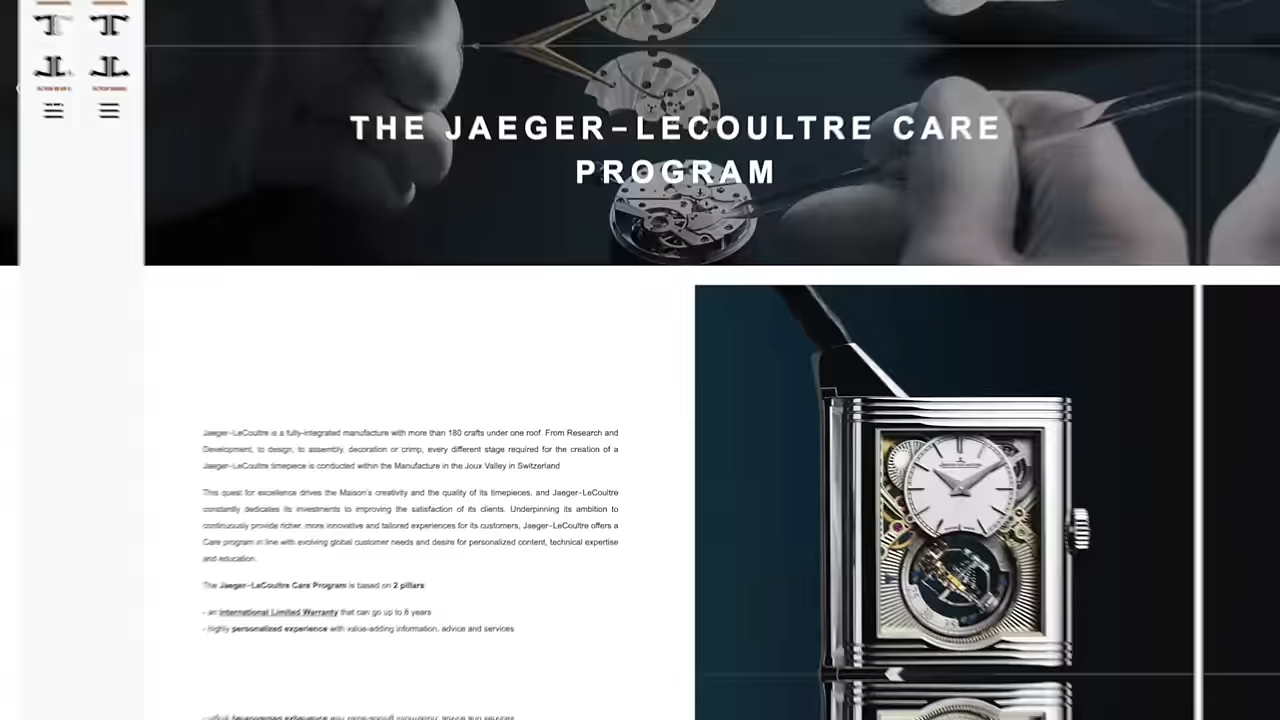 THE JAEGER-LECOULTRE CARE
PROGRAM
Jaeger-LeCoultre is a fully-integrated manufacture with more than 180 crafts under one roof. From Research and
Development, to design, to assembly, decoration or crimp, every different stage required for the creation of a
Jaeger-LeCoultre timepiece is conducted within the Manufacture in the Joux Valley in Switzerland
This quest for excellence drives the Maison's creativity and the quality of its timepieces, and Jaeger-LeCoultre
constantly dedicates its investments to improving the satisfaction of its clients. Underpinning its ambition to
continuously provide richer, more innovative and tailored experiences for its customers, Jaeger-LeCoultre offers a
Care program in line with evolving global customer needs and desire for personalized content, technical expertise
and education.
The Jaeger-LeCoultre Care Program is based on 2 pillars
- an International Limited Warranty that can go up to 8 years
- highly personalized experience with value-adding information, advice and services